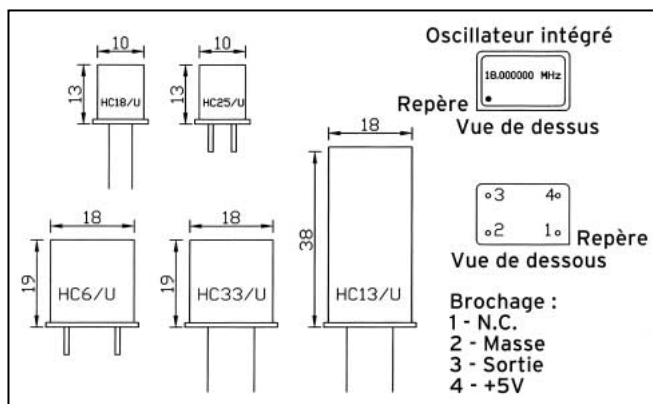 10
13
HC18/U
10
13
HC25/U
18
19
HC6/U
18
19
HC33/U
18
38
HC13/U
Oscillateur intégré
18.000000 MHz
Repère
Vue de dessus
3 4
2 1
Repère
Vue de dessous
Brochage :
1 - N.C.
2 - Masse
3 - Sortie
4 - +5V